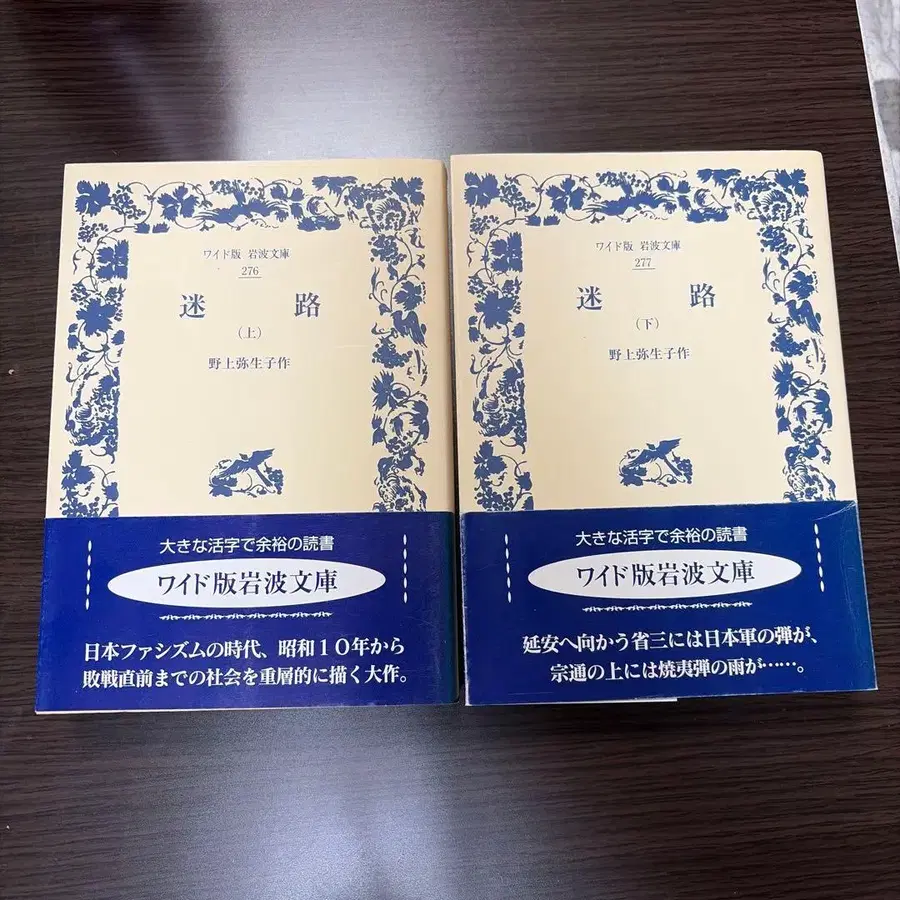 ワイド版 岩波文庫
276
迷路
(上)
野上弥生子作
大きな活字で余裕の読書
ワイド版岩波文庫
日本ファシズムの時代、昭和10年から
敗戦直前までの社会を重層的に描く大作。
ワイド版 岩波文庫
277
迷路
(下)
野上弥生子作
大きな活字で余裕の読書
ワイド版岩波文庫
延安へ向かう省三には日本軍の弾が、
宗通の上には焼夷弾の雨が……。